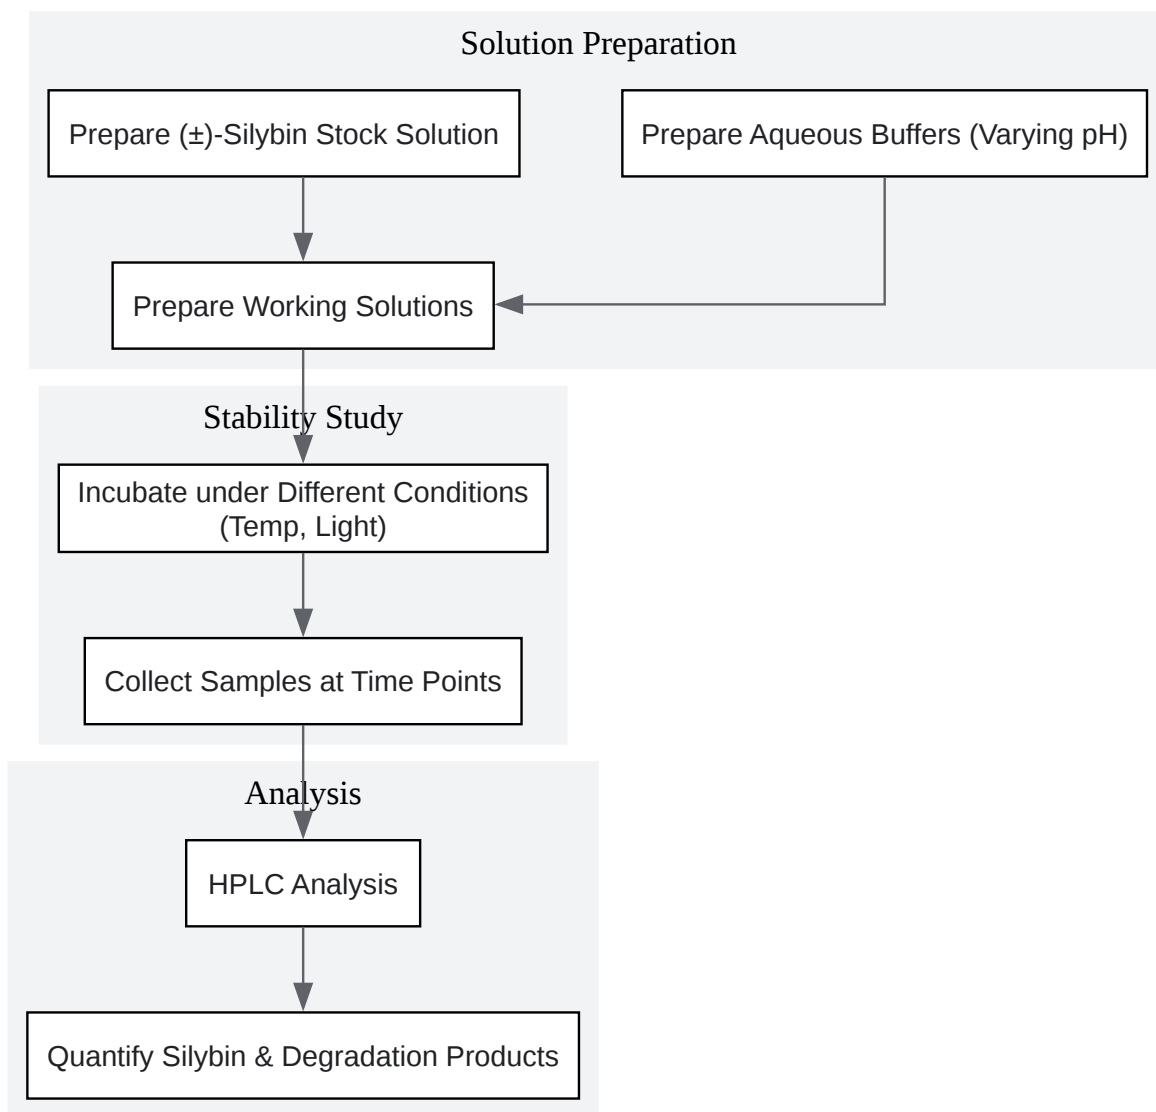 Solution Preparation
Prepare (±)-Silybin Stock Solution
Prepare Aqueous Buffers (Varying pH)
Prepare Working Solutions
Stability Study
Incubate under Different Conditions
(Temp, Light)
Collect Samples at Time Points
Analysis
HPLC Analysis
Quantify Silybin & Degradation Products